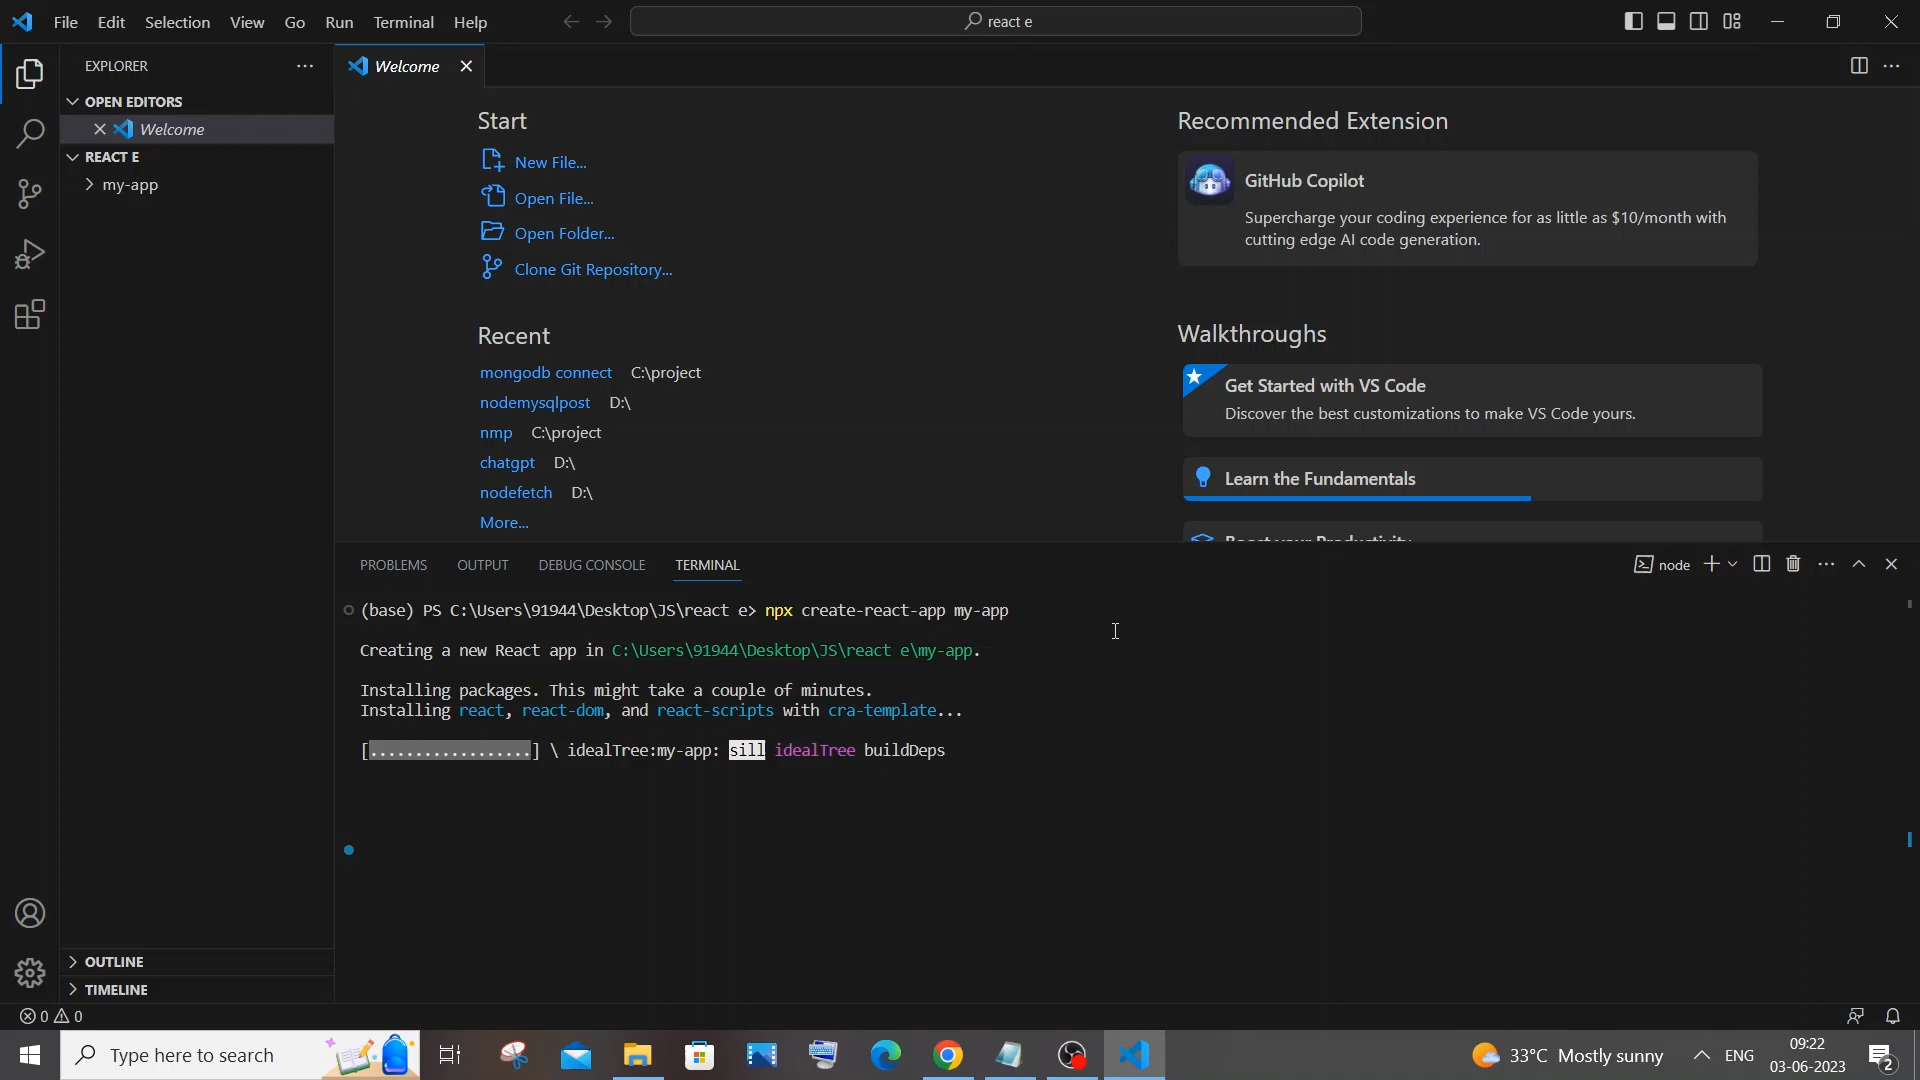 File Edit Selection View Go Run Terminal Help
react e
EXPLORER
OPEN EDITORS
Welcome
REACT E
my-app
OUTLINE
TIMELINE
Welcome
Start
New File...
Open File...
Open Folder...
Clone Git Repository...
Recent
mongodb connect C:\project
nodemysqlpost D:\
nmp C:\project
chatgpt D:\
nodefetch D:\
More...
Recommended Extension
GitHub Copilot
Supercharge your coding experience for as little as $10/month with
cutting edge AI code generation.
Walkthroughs
Get Started with VS Code
Discover the best customizations to make VS Code yours.
Learn the Fundamentals
Boost your Productivity
PROBLEMS OUTPUT DEBUG CONSOLE TERMINAL
node
(base) PS C:\Users\91944\Desktop\JS\react e> npx create-react-app my-app
Creating a new React app in C:\Users\91944\Desktop\JS\react e\my-app.
Installing packages. This might take a couple of minutes.
Installing react, react-dom, and react-scripts with cra-template...
[..................] \ idealTree:my-app: sill idealTree buildDeps
0 0
Type here to search
33°C Mostly sunny
ENG
09:22
03-06-2023
2